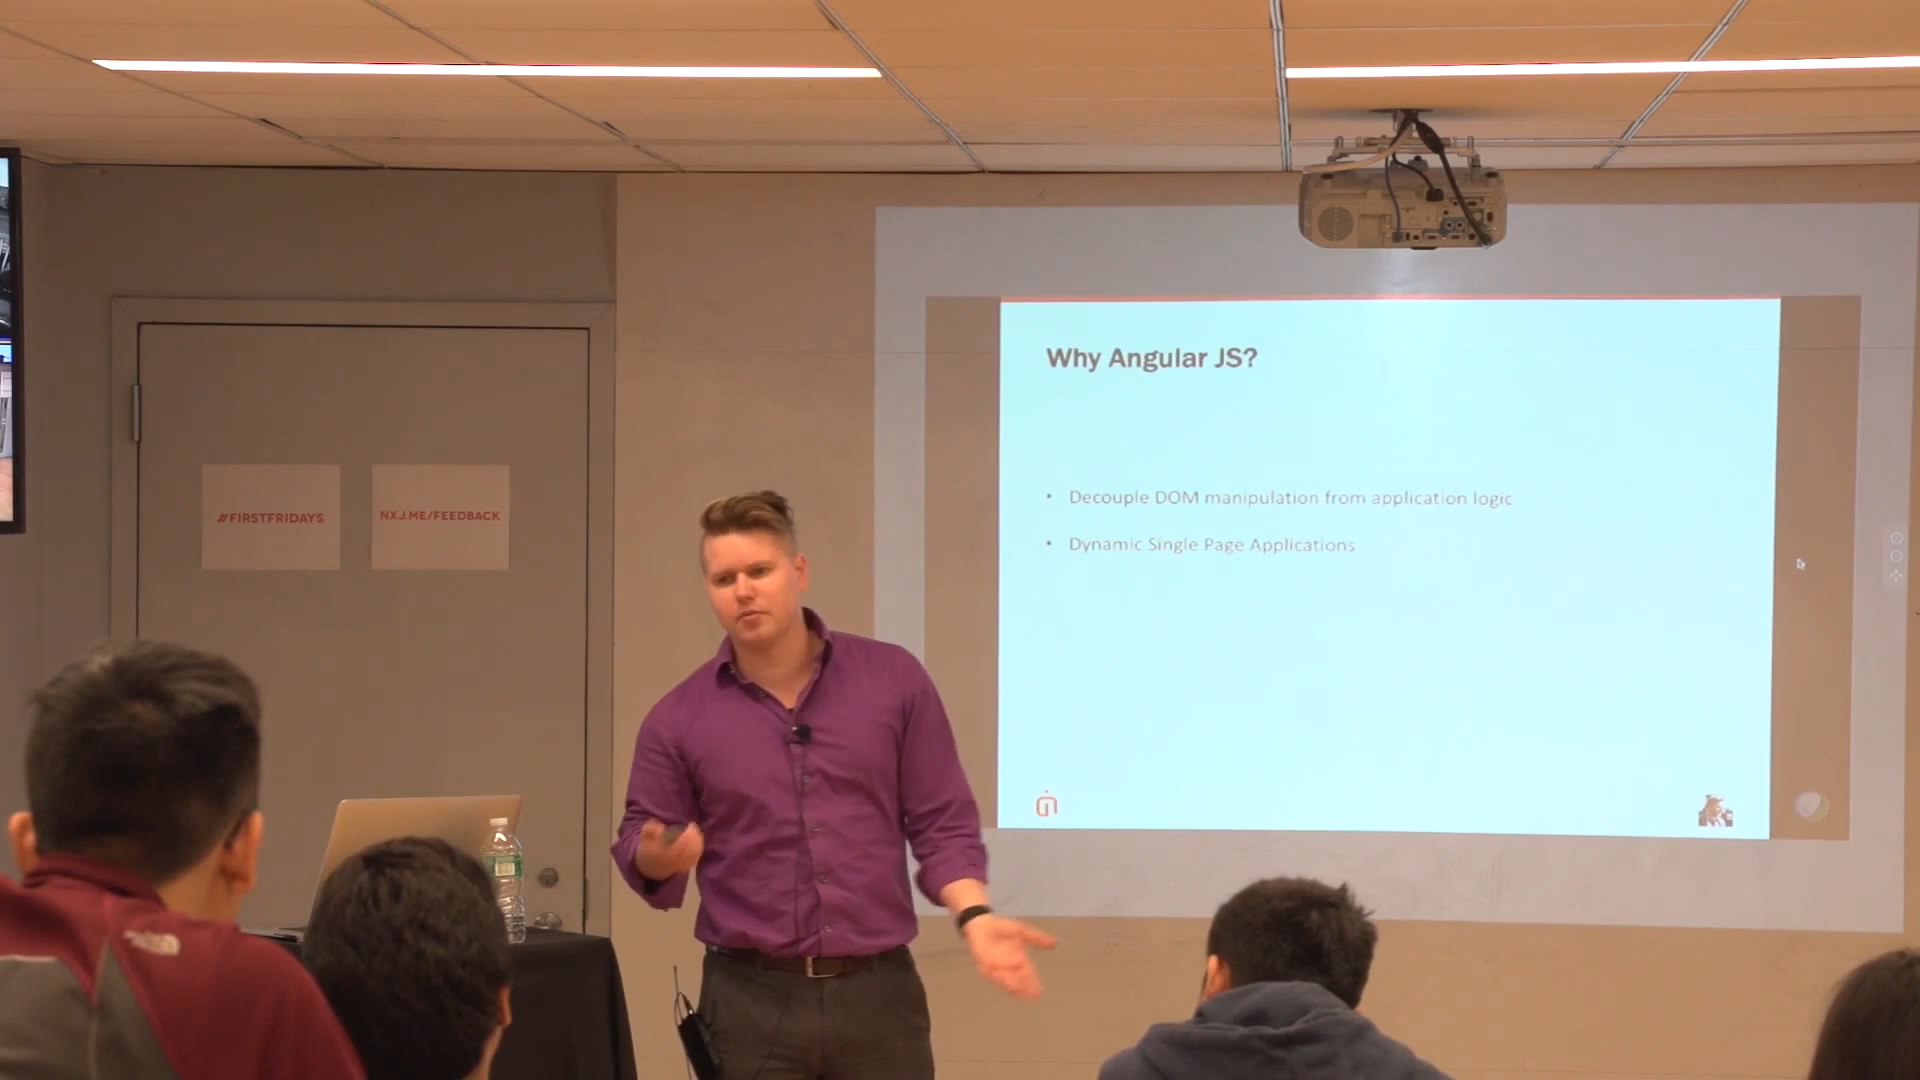 #FIRSTFRIDAYS
NXJ.ME/FEEDBACK
Why Angular JS?
• Decouple DOM manipulation from application logic
• Dynamic Single Page Applications